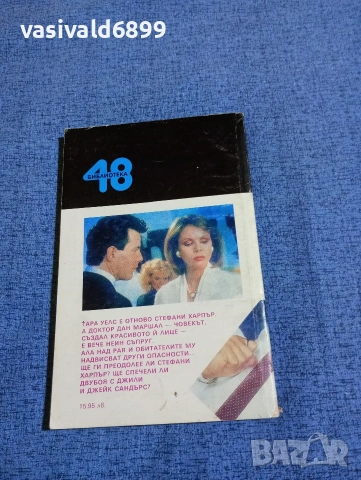 vasivald6899
48
БИБЛИОТЕКА
ТАРА УЕЛС Е ОТНОВО СТЕФАНИ ХАРПЪР.
А ДОКТОР ДАН МАРШАЛ — ЧОВЕКЪТ,
СЪЗДАЛ КРАСИВОТО Й ЛИЦЕ —
Е ВЕЧЕ НЕИН СЪПРУГ.
АЛА НАД РАЯ И ОБИТАТЕЛИТЕ МУ
НАДВИСВАТ ДРУГИ ОПАСНОСТИ...
ЩЕ ГИ ПРЕОДОЛЕЕ ЛИ СТЕФАНИ
ХАРПЪР? ЩЕ СПЕЧЕЛИ ЛИ
ДВУБОЯ С ДЖИЛИ
И ДЖЕЙК САНДЪРС?
15.95 лв.
BAZAR